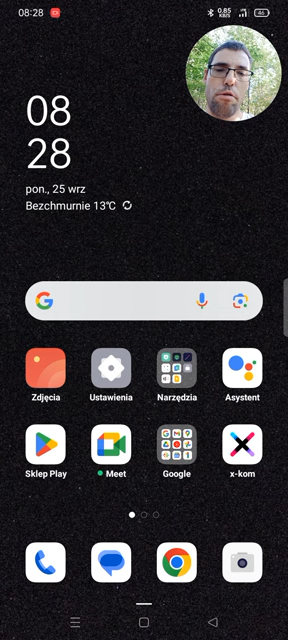 08:28
0.85
KB/S
46
08
28
pon., 25 wrz
Bezchmurnie 13°C
Zdjęcia
Ustawienia
Narzędzia
Asystent
Sklep Play
Meet
Google
x-kom